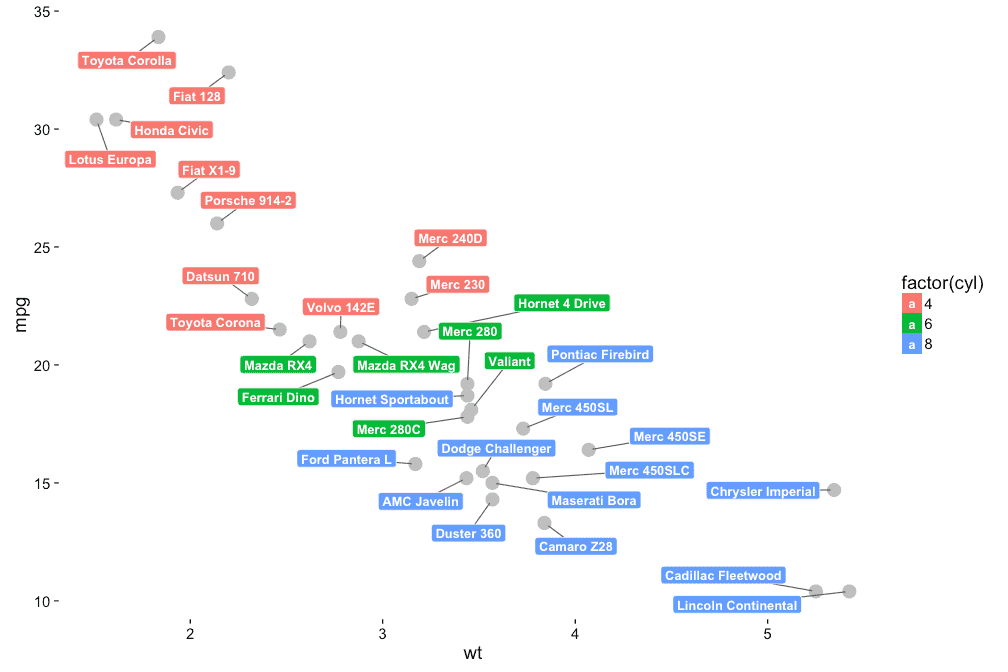 35
Toyota Corolla
Fiat 128
30
Honda Civic
Lotus Europa
Fiat X1-9
Porsche 914-2
25
Merc 240D
Datsun 710
Merc 230
Hornet 4 Drive
Volvo 142E
Toyota Corona
Merc 280
mpg
20
Mazda RX4
Mazda RX4 Wag
Valiant
Pontiac Firebird
Ferrari Dino
Hornet Sportabout
Merc 450SL
Merc 280C
Merc 450SE
Dodge Challenger
Ford Pantera L
Merc 450SLC
15
Chrysler Imperial
AMC Javelin
Maserati Bora
Duster 360
Camaro Z28
Cadillac Fleetwood
Lincoln Continental
10
2
3
4
5
wt
factor(cyl)
a 4
a 6
a 8